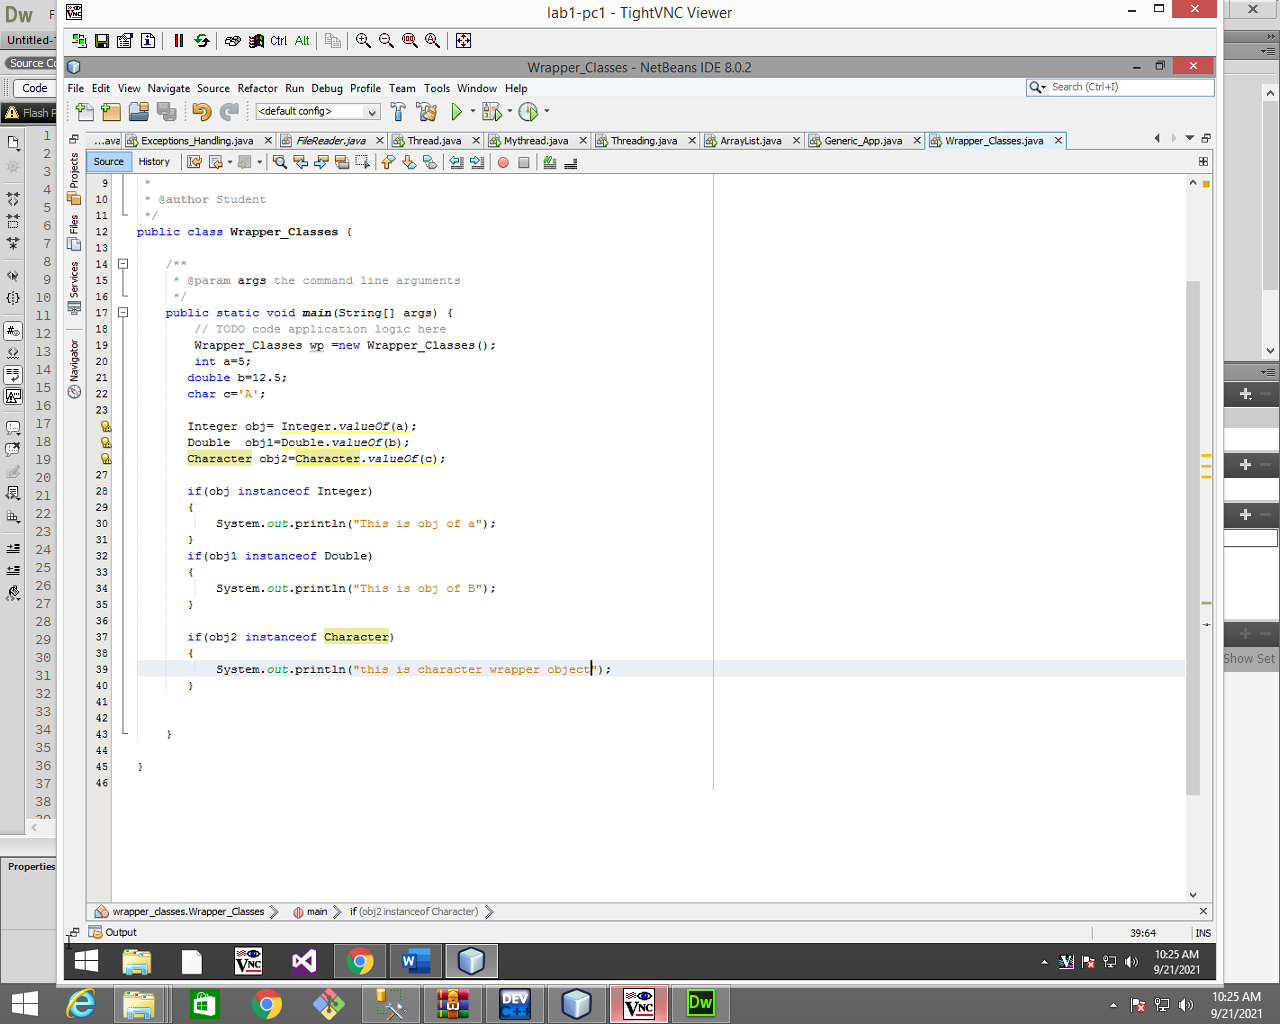 Dw F
lab1-pc1 - TightVNC Viewer
Untitled-
Source Co
Code
Flash F
Ctrl Alt
Wrapper_Classes - NetBeans IDE 8.0.2
File Edit View Navigate Source Refactor Run Debug Profile Team Tools Window Help
Search (Ctrl+I)
<default config>
...ava Exceptions_Handling.java FileReader.java Thread.java Mythread.java Threading.java ArrayList.java Generic_App.java Wrapper_Classes.java
Source History
Projects
Files
Services
Navigator
9 *
10 * @author Student
11 */
12 public class Wrapper_Classes {
13
14 /**
15 * @param args the command line arguments
16 */
17 public static void main(String[] args) {
18 // TODO code application logic here
19 Wrapper_Classes wp =new Wrapper_Classes();
20 int a=5;
21 double b=12.5;
22 char c='A';
23
Integer obj= Integer.valueOf(a);
Double  obj1=Double.valueOf(b);
Character obj2=Character.valueOf(c);
27
28 if(obj instanceof Integer)
29 {
30 System.out.println("This is obj of a");
31 }
32 if(obj1 instanceof Double)
33 {
34 System.out.println("This is obj of B");
35 }
36
37 if(obj2 instanceof Character)
38 {
39 System.out.println("this is character wrapper object");
40 }
41
42
43 }
44
45 }
46
1
2
3
4
5
6
7
8
9
10
11
12
13
14
15
16
17
18
19
20
21
22
23
24
25
26
27
28
29
30
31
32
33
34
35
36
37
38
Show Set
Properties
wrapper_classes.Wrapper_Classes main if (obj2 instanceof Character)
Output
39:64 INS
10:25 AM
9/21/2021
10:25 AM
9/21/2021
DEV
C++
VNC
Dw